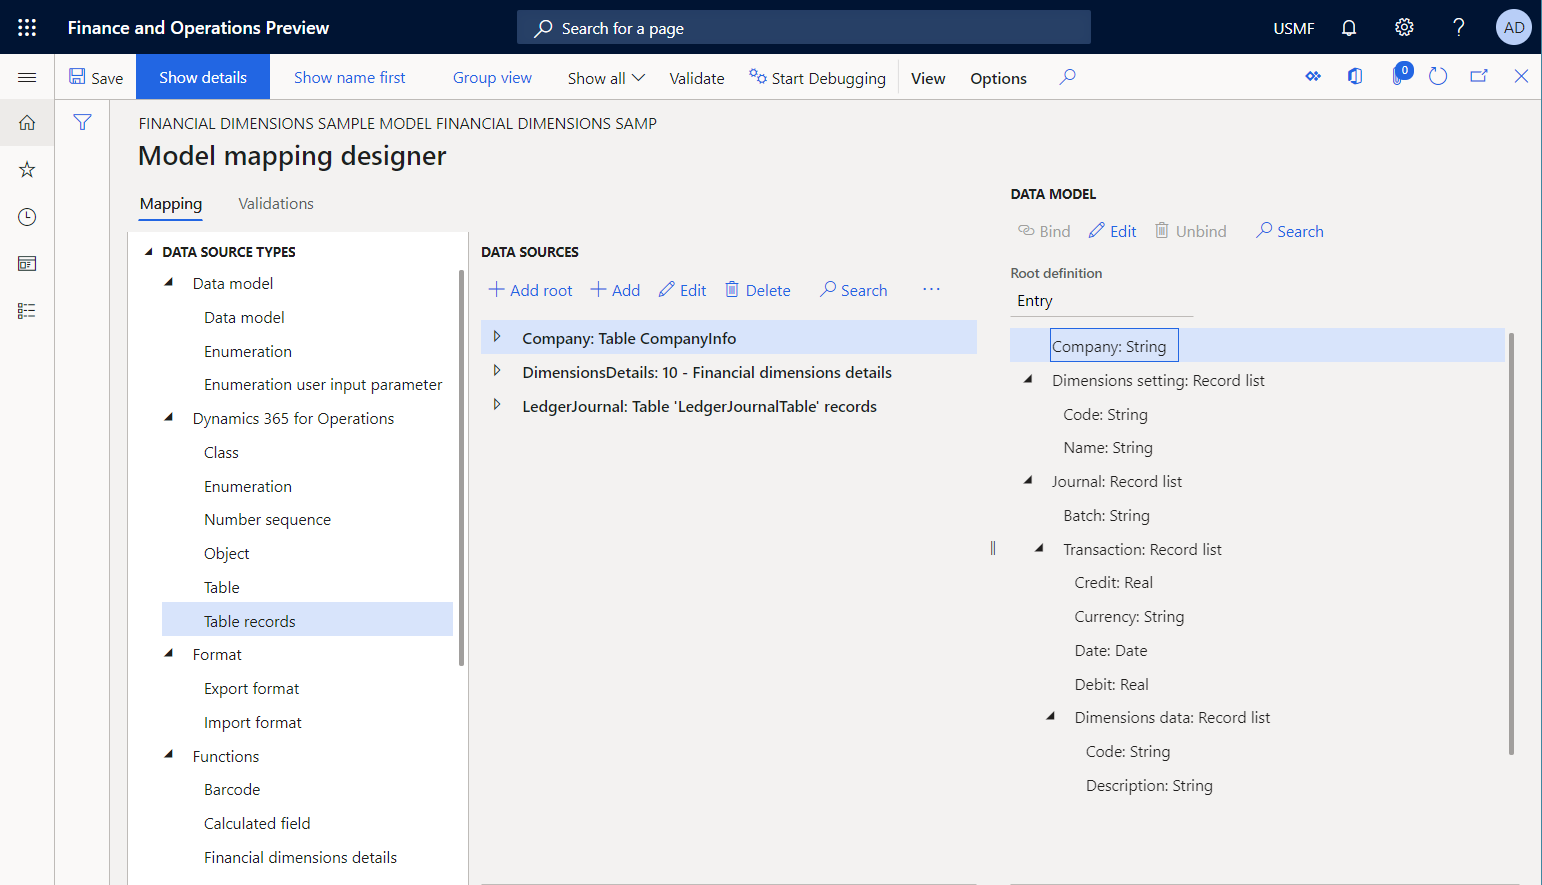 Finance and Operations Preview
Search for a page
USMF
AD
Save
Show details
Show name first
Group view
Show all
Validate
Start Debugging
View
Options
0
FINANCIAL DIMENSIONS SAMPLE MODEL FINANCIAL DIMENSIONS SAMP
Model mapping designer
Mapping
Validations
DATA SOURCE TYPES
Data model
Data model
Enumeration
Enumeration user input parameter
Dynamics 365 for Operations
Class
Enumeration
Number sequence
Object
Table
Table records
Format
Export format
Import format
Functions
Barcode
Calculated field
Financial dimensions details
DATA SOURCES
Add root
Add
Edit
Delete
Search
Company: Table CompanyInfo
DimensionsDetails: 10 - Financial dimensions details
LedgerJournal: Table 'LedgerJournalTable' records
DATA MODEL
Bind
Edit
Unbind
Search
Root definition
Entry
Company: String
Dimensions setting: Record list
Code: String
Name: String
Journal: Record list
Batch: String
Transaction: Record list
Credit: Real
Currency: String
Date: Date
Debit: Real
Dimensions data: Record list
Code: String
Description: String